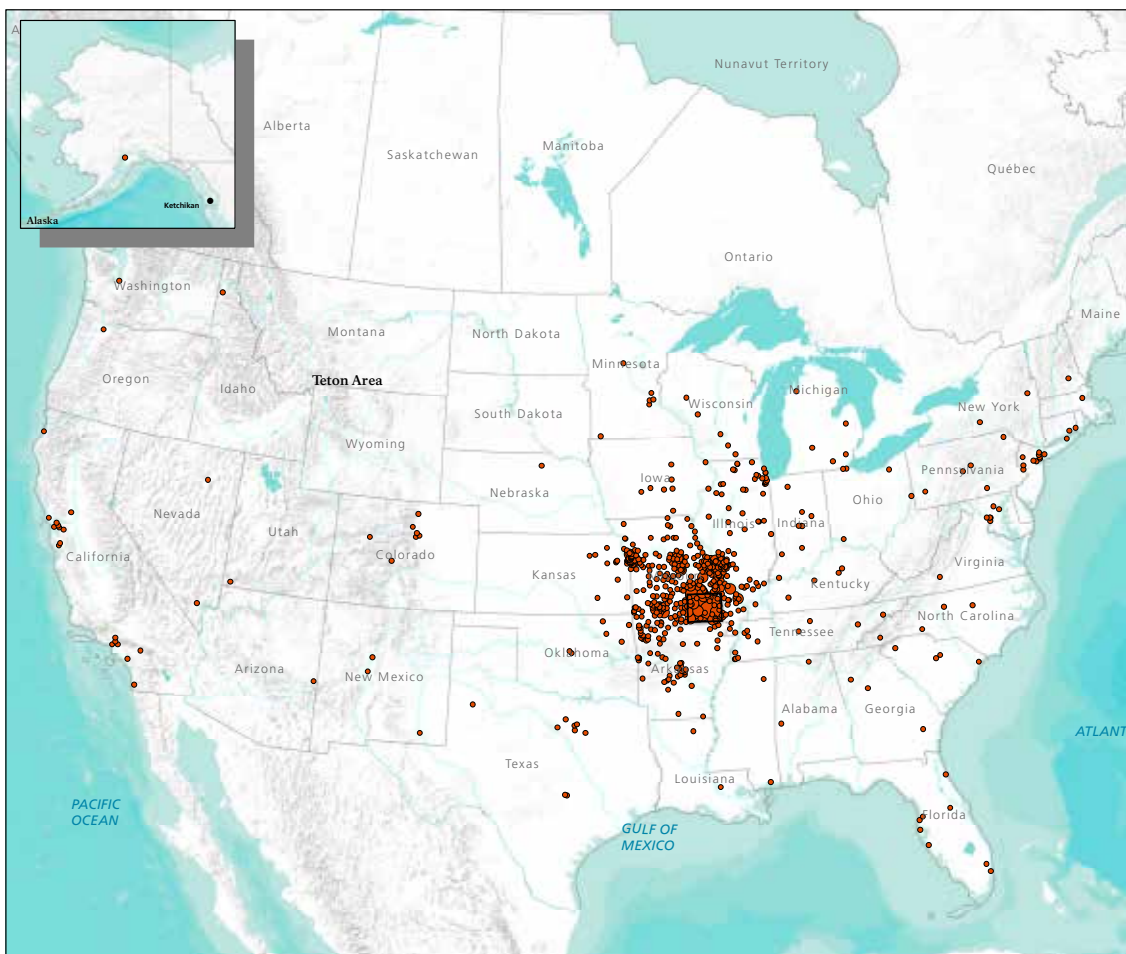 A
Nunavut Territory
Alberta
Saskatchewan
Manitoba
Québec
Ketchikan
Alaska
Ontario
Washington
Maine
Montana
North Dakota
Minnesota
Oregon
Idaho
Teton Area
Michigan
Wisconsin
New York
South Dakota
Wyoming
Pennsylvania
Iowa
Nebraska
Ohio
Nevada
Illinois
Indiana
Utah
California
Colorado
Virginia
Kansas
Kentucky
North Carolina
Tennessee
Oklahoma
Arizona
New Mexico
Arkansas
Alabama
Georgia
ATLANT
Texas
Louisiana
PACIFIC
OCEAN
Florida
GULF OF
MEXICO